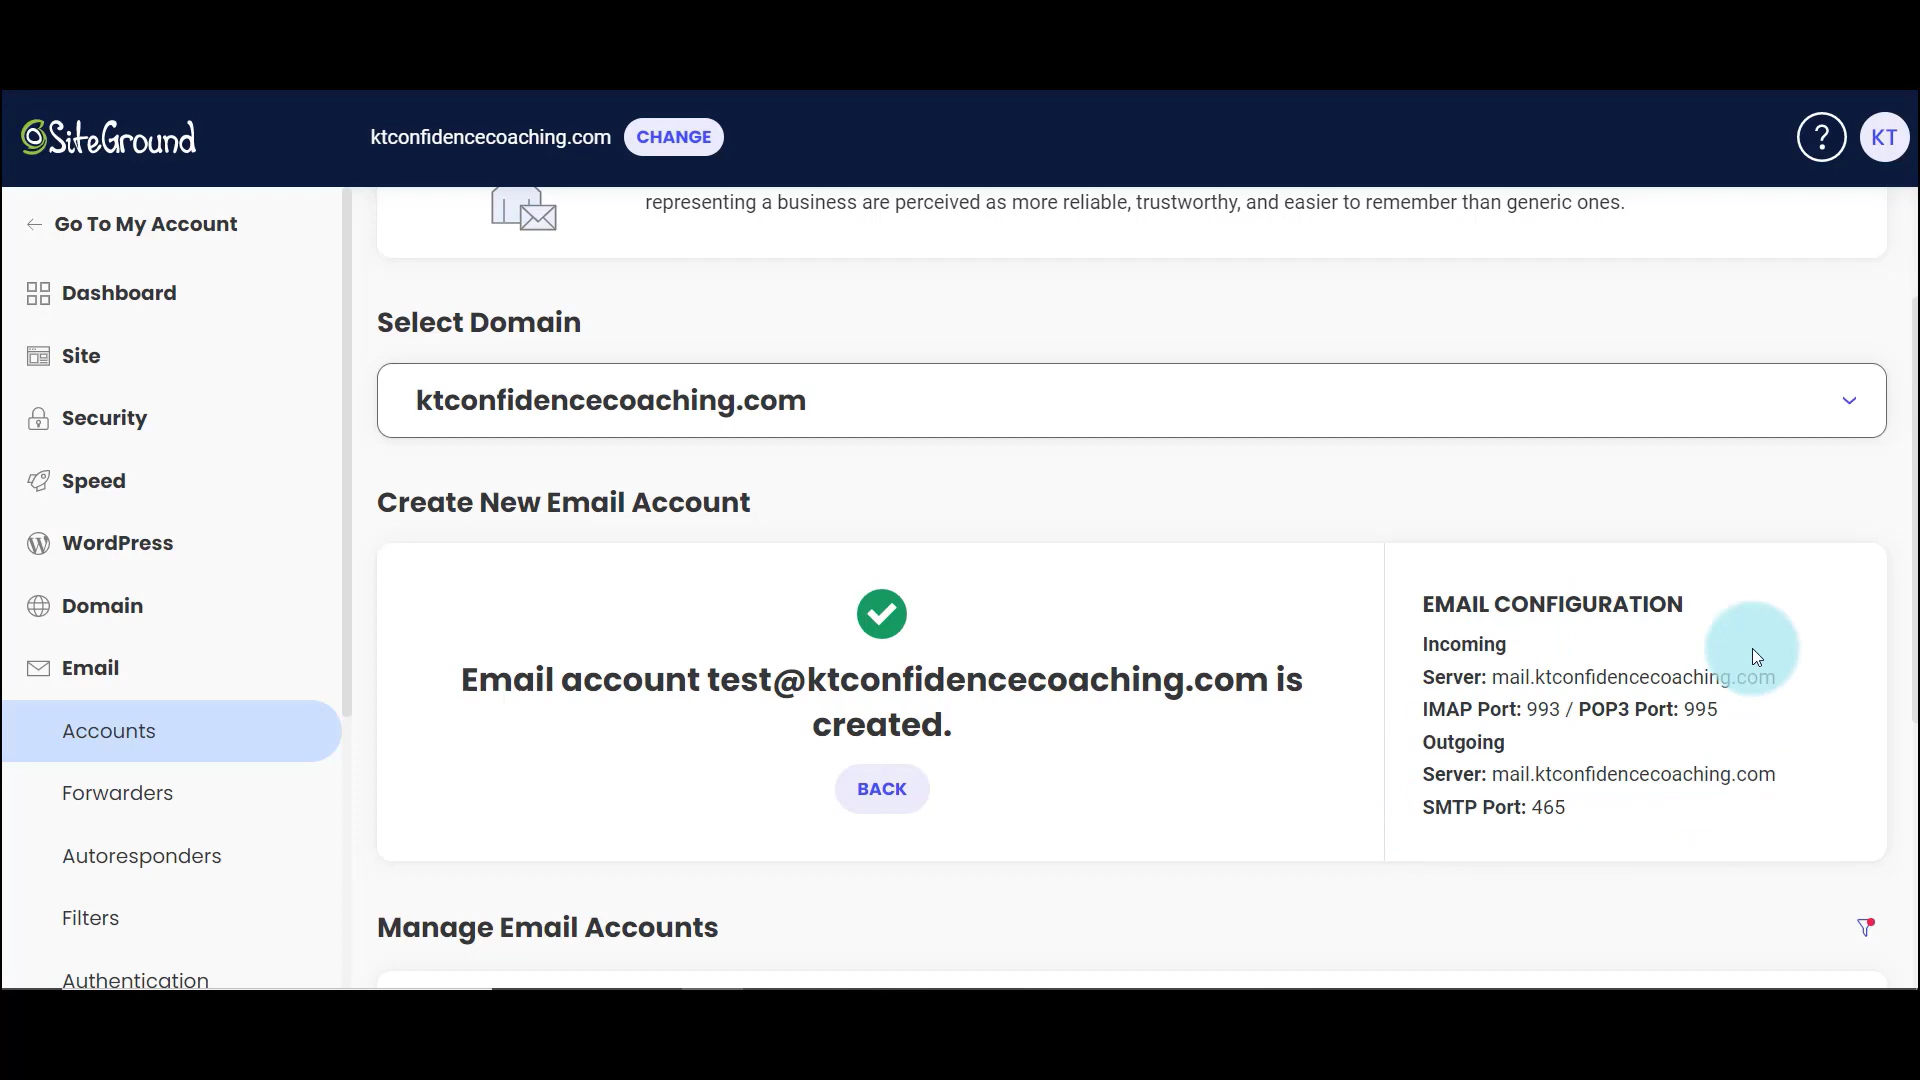 SiteGround
ktconfidencecoaching.com CHANGE
? KT
Go To My Account
Dashboard
Site
Security
Speed
WordPress
Domain
Email
Accounts
Forwarders
Autoresponders
Filters
Authentication
representing a business are perceived as more reliable, trustworthy, and easier to remember than generic ones.
Select Domain
ktconfidencecoaching.com
Create New Email Account
Email account test@ktconfidencecoaching.com is
created.
BACK
EMAIL CONFIGURATION
Incoming
Server: mail.ktconfidencecoaching.com
IMAP Port: 993 / POP3 Port: 995
Outgoing
Server: mail.ktconfidencecoaching.com
SMTP Port: 465
Manage Email Accounts